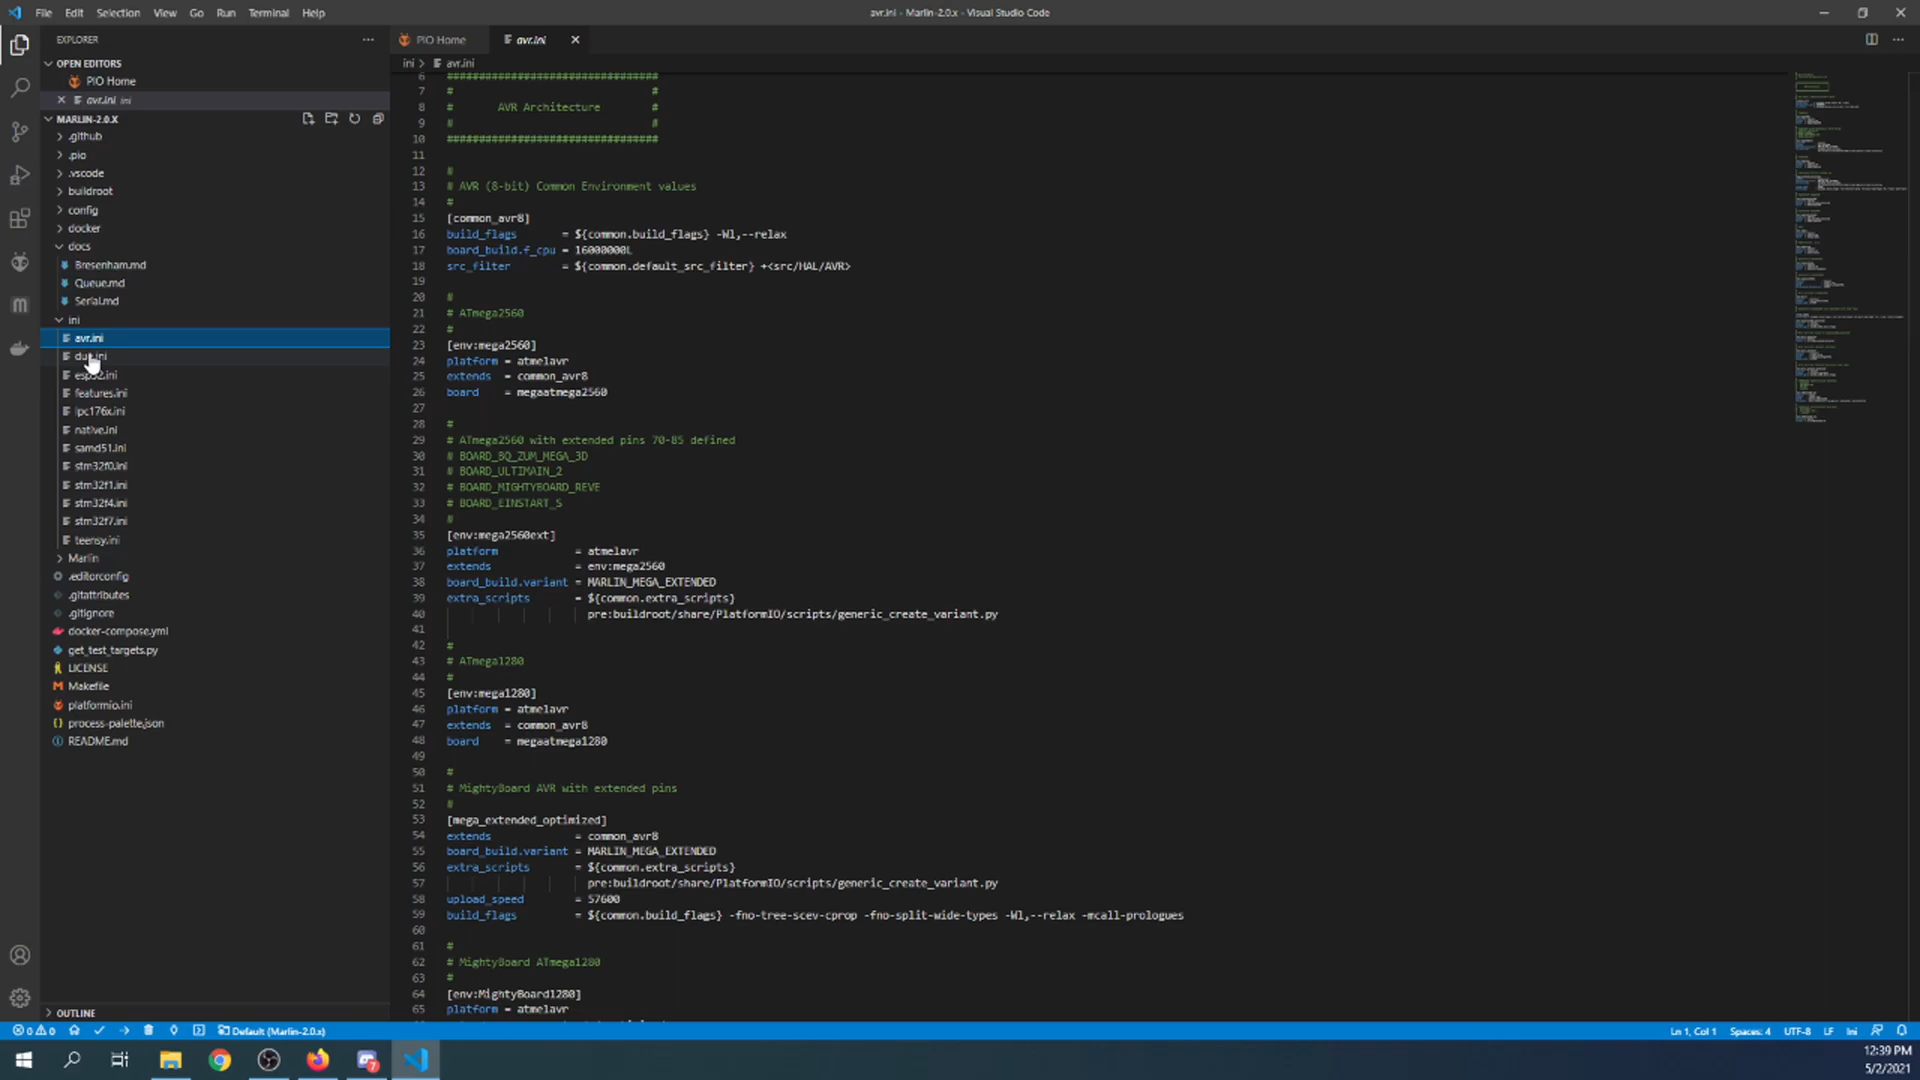 File Edit Selection View Go Run Terminal Help
avr.ini - Marlin-2.0.x - Visual Studio Code
EXPLORER
OPEN EDITORS
PIO Home
avr.ini ini
MARLIN-2.0.X
.github
.pio
.vscode
buildroot
config
docker
docs
Bresenham.md
Queue.md
Serial.md
ini
avr.ini
features.ini
lpc176x.ini
native.ini
samd51.ini
stm32f0.ini
stm32f1.ini
stm32f4.ini
stm32f7.ini
teensy.ini
Marlin
.editorconfig
.gitattributes
.gitignore
docker-compose.yml
get_test_targets.py
LICENSE
Makefile
platformio.ini
process-palette.json
README.md
OUTLINE
PIO Home avr.ini
ini > avr.ini
6 #################################
7 # #
8 # AVR Architecture #
9 # #
10 #################################
11
12 #
13 # AVR (8-bit) Common Environment values
14 #
15 [common_avr8]
16 build_flags = ${common.build_flags} -Wl,--relax
17 board_build.f_cpu = 16000000L
18 src_filter = ${common.default_src_filter} +<src/HAL/AVR>
19
20 #
21 # ATmega2560
22 #
23 [env:mega2560]
24 platform = atmelavr
25 extends = common_avr8
26 board = megaatmega2560
27
28 #
29 # ATmega2560 with extended pins 70-85 defined
30 # BOARD_BQ_ZUM_MEGA_3D
31 # BOARD_ULTIMAIN_2
32 # BOARD_MIGHTYBOARD_REVE
33 # BOARD_EINSTART_S
34 #
35 [env:mega2560ext]
36 platform = atmelavr
37 extends = env:mega2560
38 board_build.variant = MARLIN_MEGA_EXTENDED
39 extra_scripts = ${common.extra_scripts}
40 pre:buildroot/share/PlatformIO/scripts/generic_create_variant.py
41
42 #
43 # ATmega1280
44 #
45 [env:mega1280]
46 platform = atmelavr
47 extends = common_avr8
48 board = megaatmega1280
49
50 #
51 # MightyBoard AVR with extended pins
52 #
53 [mega_extended_optimized]
54 extends = common_avr8
55 board_build.variant = MARLIN_MEGA_EXTENDED
56 extra_scripts = ${common.extra_scripts}
57 pre:buildroot/share/PlatformIO/scripts/generic_create_variant.py
58 upload_speed = 57600
59 build_flags = ${common.build_flags} -fno-tree-scev-cprop -fno-split-wide-types -Wl,--relax -mcall-prologues
60
61 #
62 # MightyBoard ATmega1280
63 #
64 [env:MightyBoard1280]
65 platform = atmelavr
0 0 Default (Marlin-2.0.x)
Ln 1, Col 1 Spaces: 4 UTF-8 LF Ini
7
12:39 PM
5/2/2021